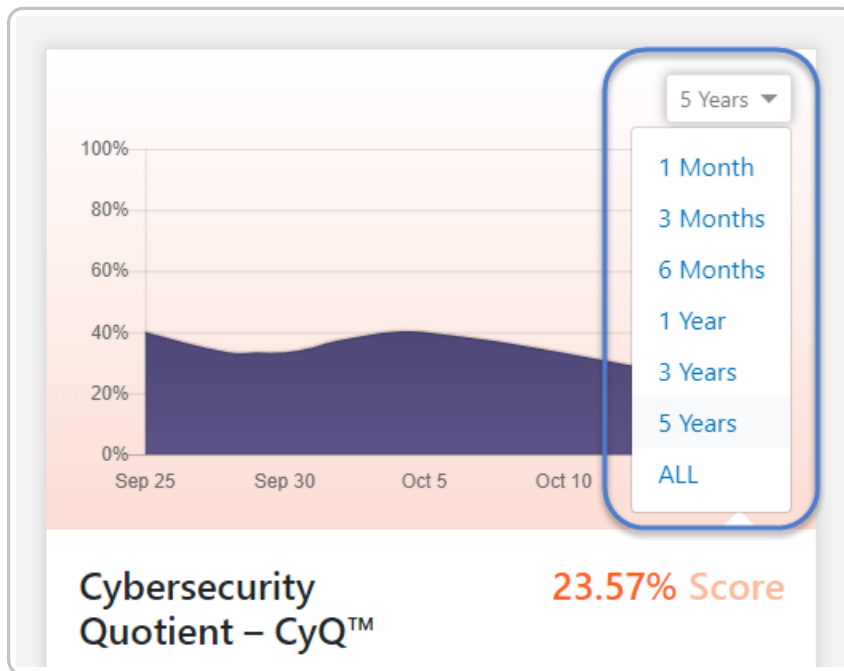 5 Years
1 Month
3 Months
6 Months
1 Year
3 Years
5 Years
ALL
100%
80%
60%
40%
20%
0%
Sep 25 Sep 30 Oct 5 Oct 10
Cybersecurity
Quotient – CyQ™
23.57% Score